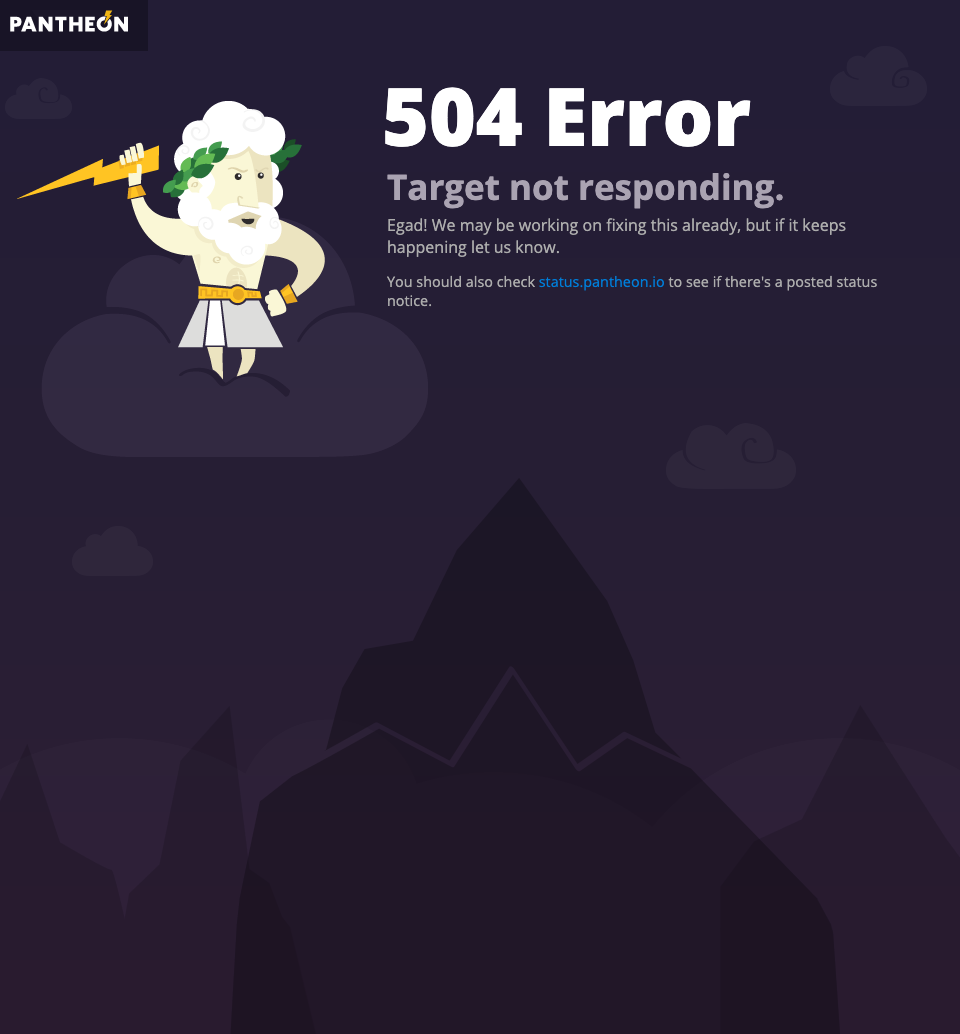 PANTHEON
504 Error
Target not responding.
Egad! We may be working on fixing this already, but if it keeps
happening let us know.
You should also check status.pantheon.io to see if there's a posted status
notice.